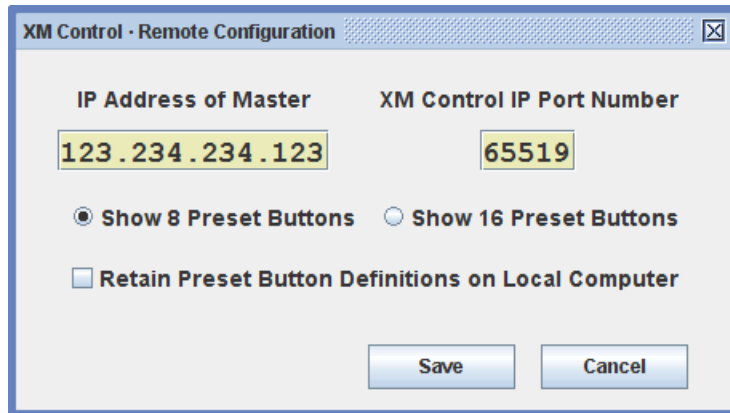 XM Control - Remote Configuration
IP Address of Master XM Control IP Port Number
123.234.234.123 65519
Show 8 Preset Buttons Show 16 Preset Buttons
Retain Preset Button Definitions on Local Computer
Save Cancel